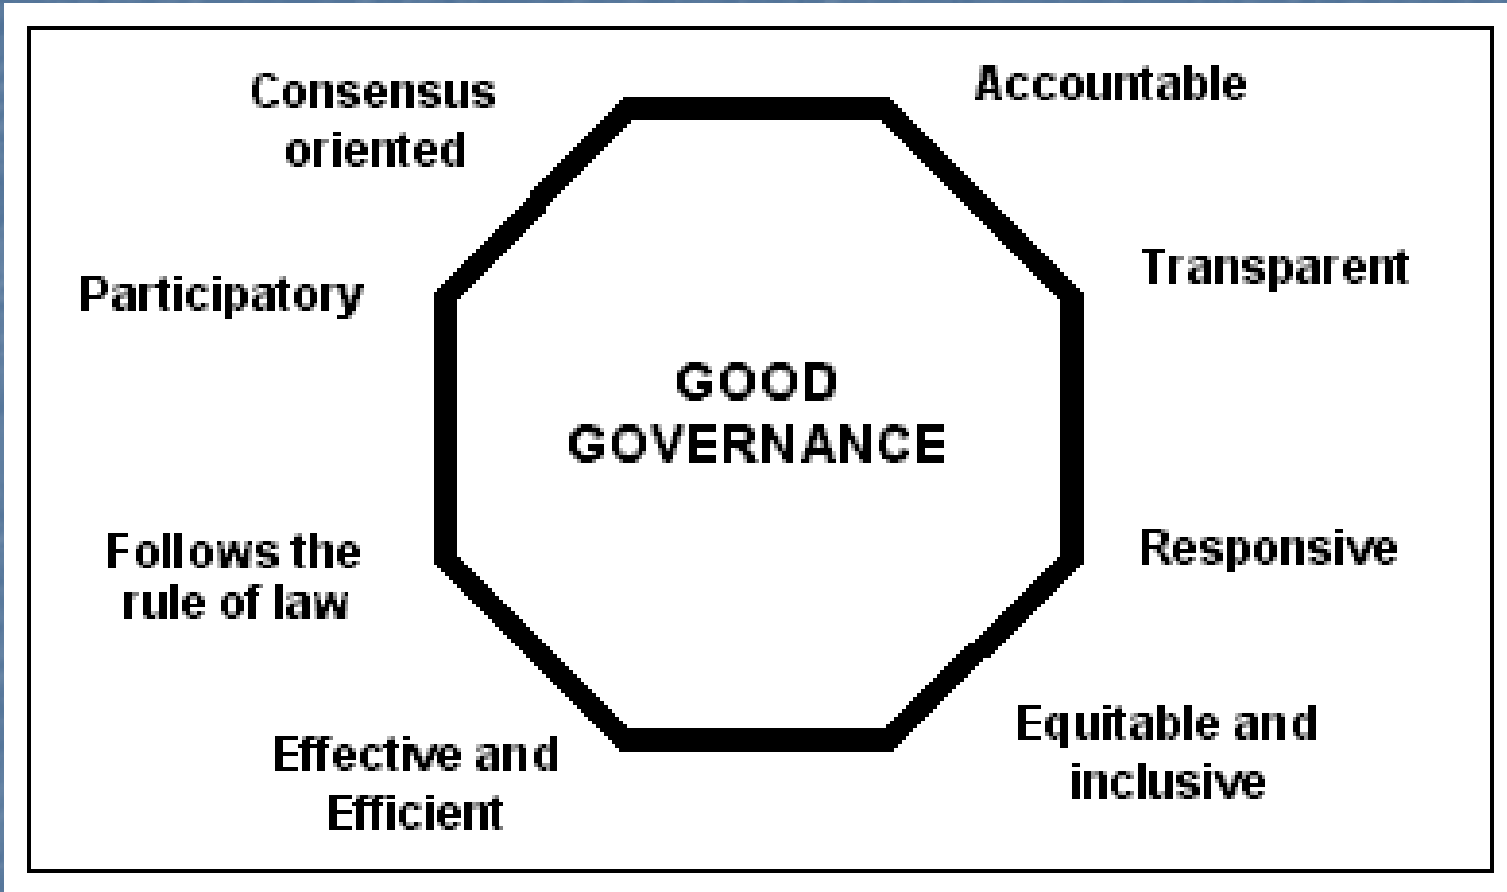 Consensus
oriented
Accountable
Participatory
Transparent
GOOD
GOVERNANCE
Follows the
rule of law
Responsive
Effective and
Efficient
Equitable and
inclusive